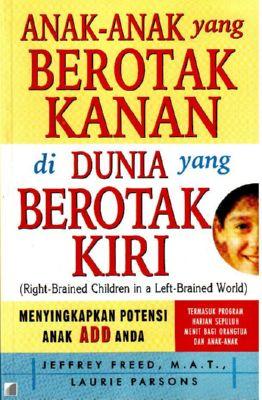 ANAK-ANAK yang
BEROTAK
KANAN
di DUNIA yang
BEROTAK
KIRI
(Right-Brained Children in a Left-Brained World)
MENYINGKAPKAN POTENSI
ANAK ADD ANDA
TERMASUK PROGRAM
HARIAN SEPULUH
MENIT BAGI ORANGTUA
DAN ANAK-ANAK
JEFFREY FREED, M.A.T.,
LAURIE PARSONS